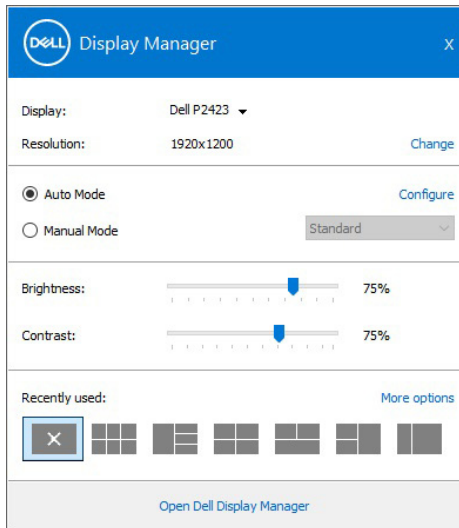 DELL Display Manager X
Display: Dell P2423
Resolution: 1920x1200 Change
Auto Mode Configure
Manual Mode Standard
Brightness: 75%
Contrast: 75%
Recently used: More options
Open Dell Display Manager